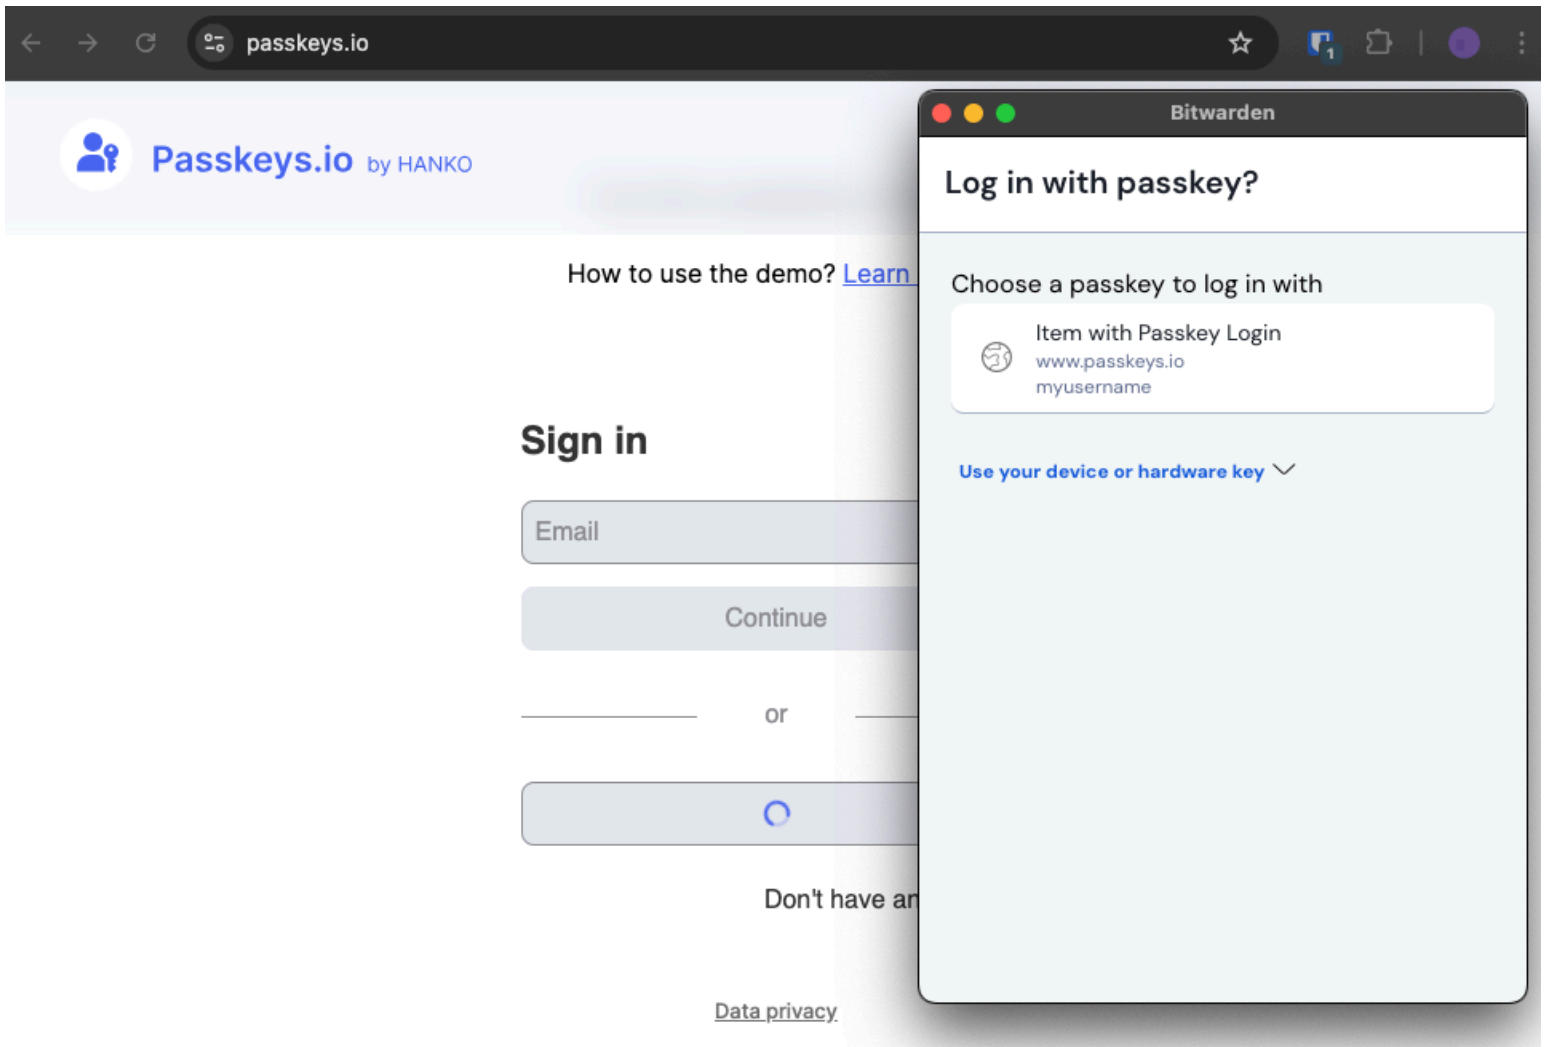 passkeys.io
1
Passkeys.io by HANKO
How to use the demo? Learn
Sign in
Email
Continue
or
Don't have an
Data privacy
Bitwarden
Log in with passkey?
Choose a passkey to log in with
Item with Passkey Login
www.passkeys.io
myusername
Use your device or hardware key